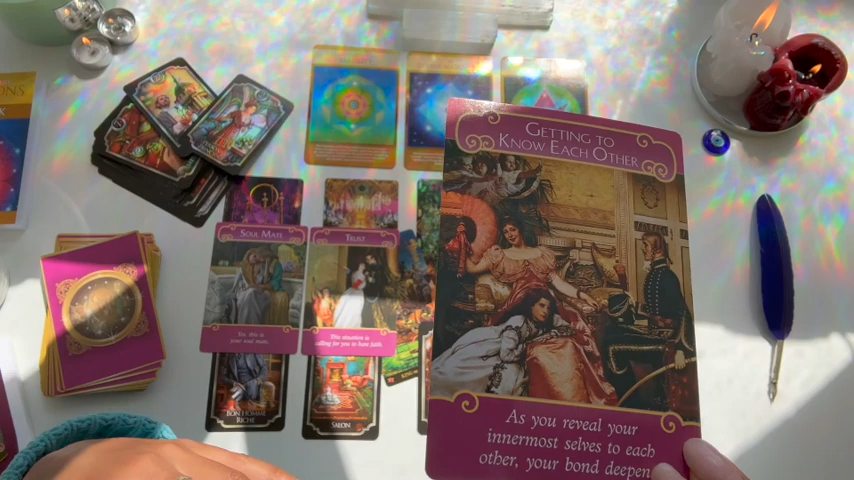 ONS
GETTING TO
KNOW EACH OTHER
As you reveal your
innermost selves to each
other, your bond deepen
SOUL MATE
Yes, this is
your soul mate.
TRUST
This situation is
calling for you to have faith.
BON HOMME
RICHE
SALON